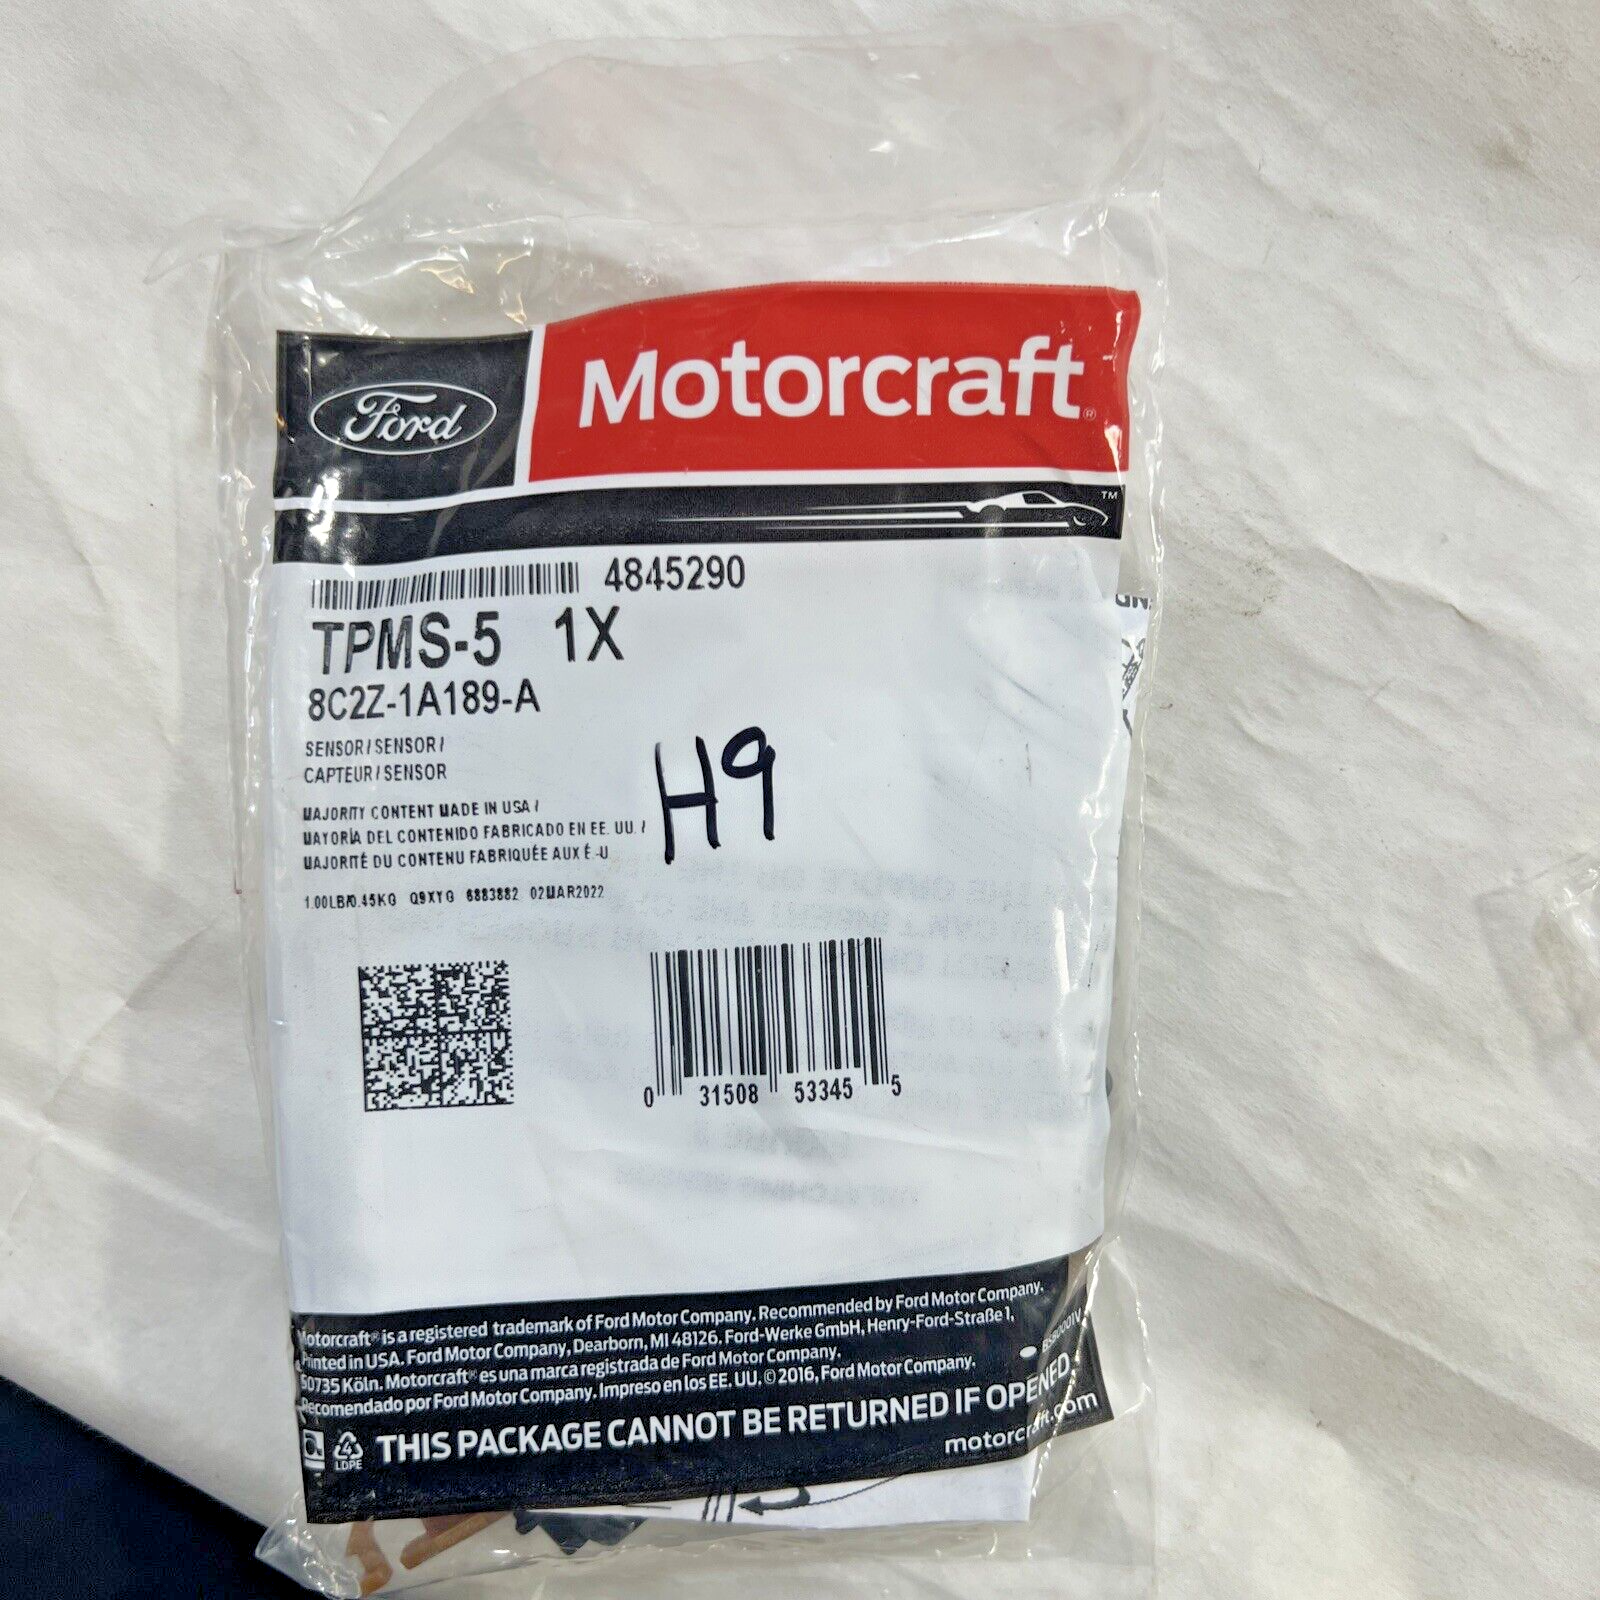 Ford
Motorcraft®
™
4845290
TPMS-5 1X
8C2Z-1A189-A
SENSOR/SENSOR/
CAPTEUR/SENSOR
H9
MAJORITY CONTENT MADE IN USA /
MAYORÍA DEL CONTENIDO FABRICADO EN EE. UU. /
MAJORITÉ DU CONTENU FABRIQUÉE AUX É.-U
1.00LB/0.45KG Q9XYG 6883882 02MAR2022
0 31508 53345 5
Motorcraft® is a registered trademark of Ford Motor Company. Recommended by Ford Motor Company.
Printed in USA. Ford Motor Company, Dearborn, MI 48126. Ford-Werke GmbH, Henry-Ford-Straße 1,
50735 Köln. Motorcraft® es una marca registrada de Ford Motor Company.
Recomendado por Ford Motor Company. Impreso en los EE. UU. © 2016, Ford Motor Company.
THIS PACKAGE CANNOT BE RETURNED IF OPENED.
motorcraft.com
4
LDPE